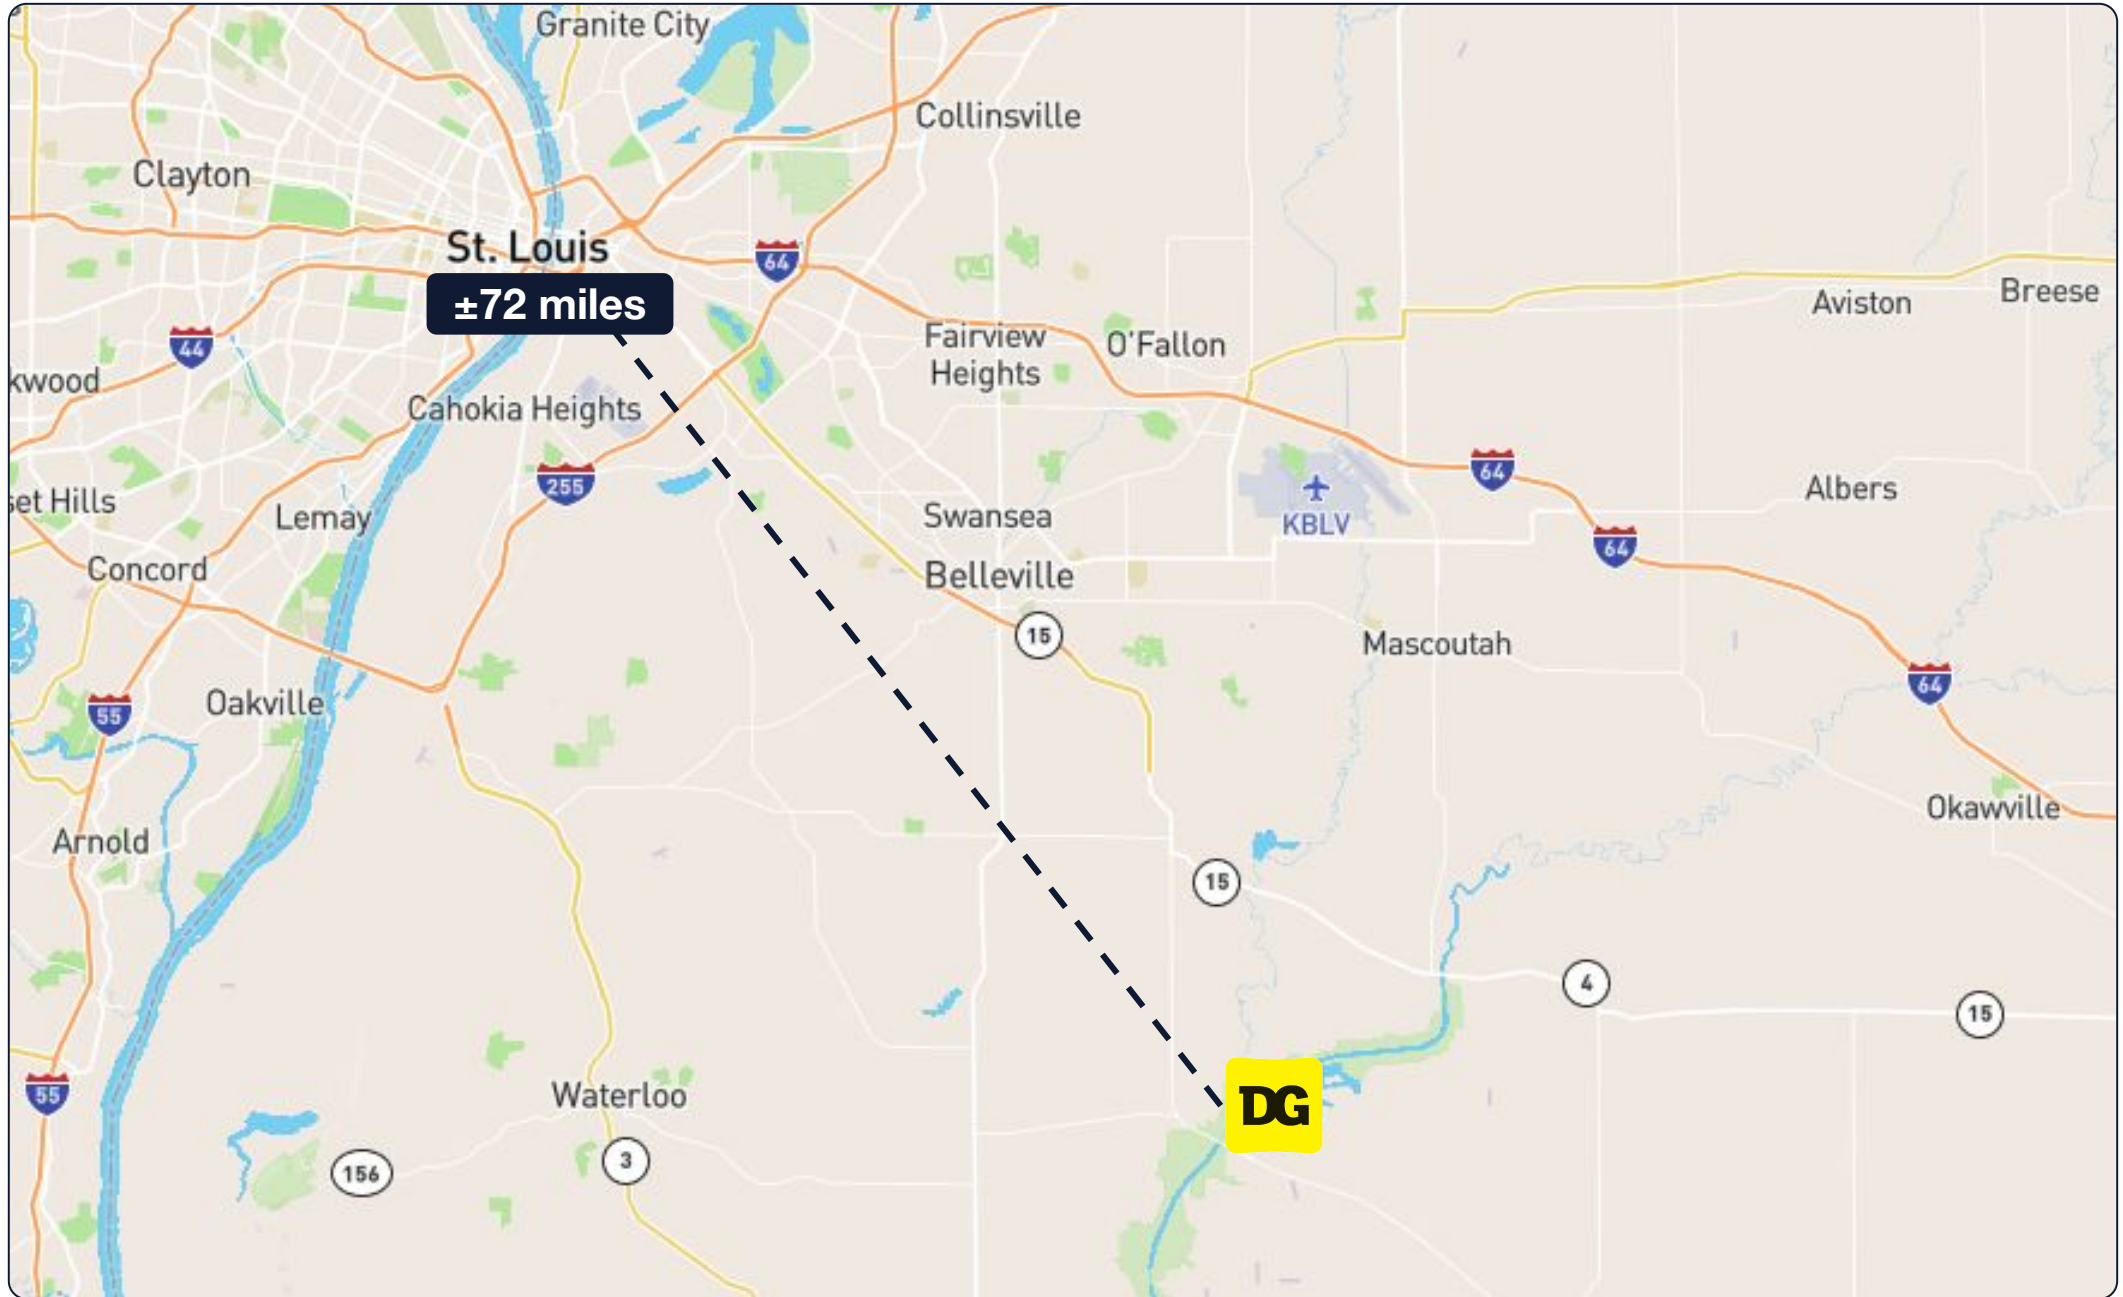 Granite City
Collinsville
Clayton
St. Louis
64
±72 miles
Aviston
Breese
44
Fairview
Heights
O'Fallon
kwood
Cahokia Heights
64
255
KBLV
Albers
set Hills
Lemay
Swansea
64
Concord
Belleville
15
Mascoutah
64
55
Oakville
Okawville
Arnold
15
4
15
55
Waterloo
DG
156
3